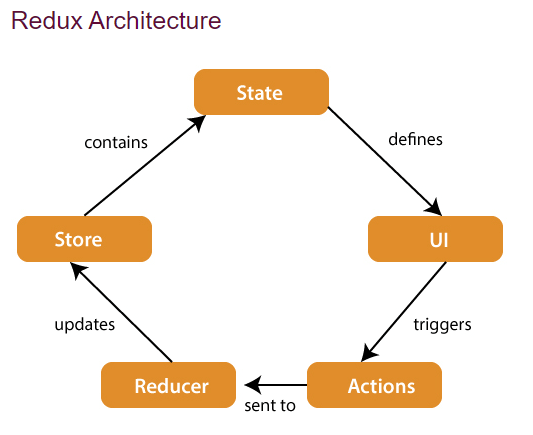 Redux Architecture
State
contains
defines
Store
UI
updates
triggers
Reducer
Actions
sent to